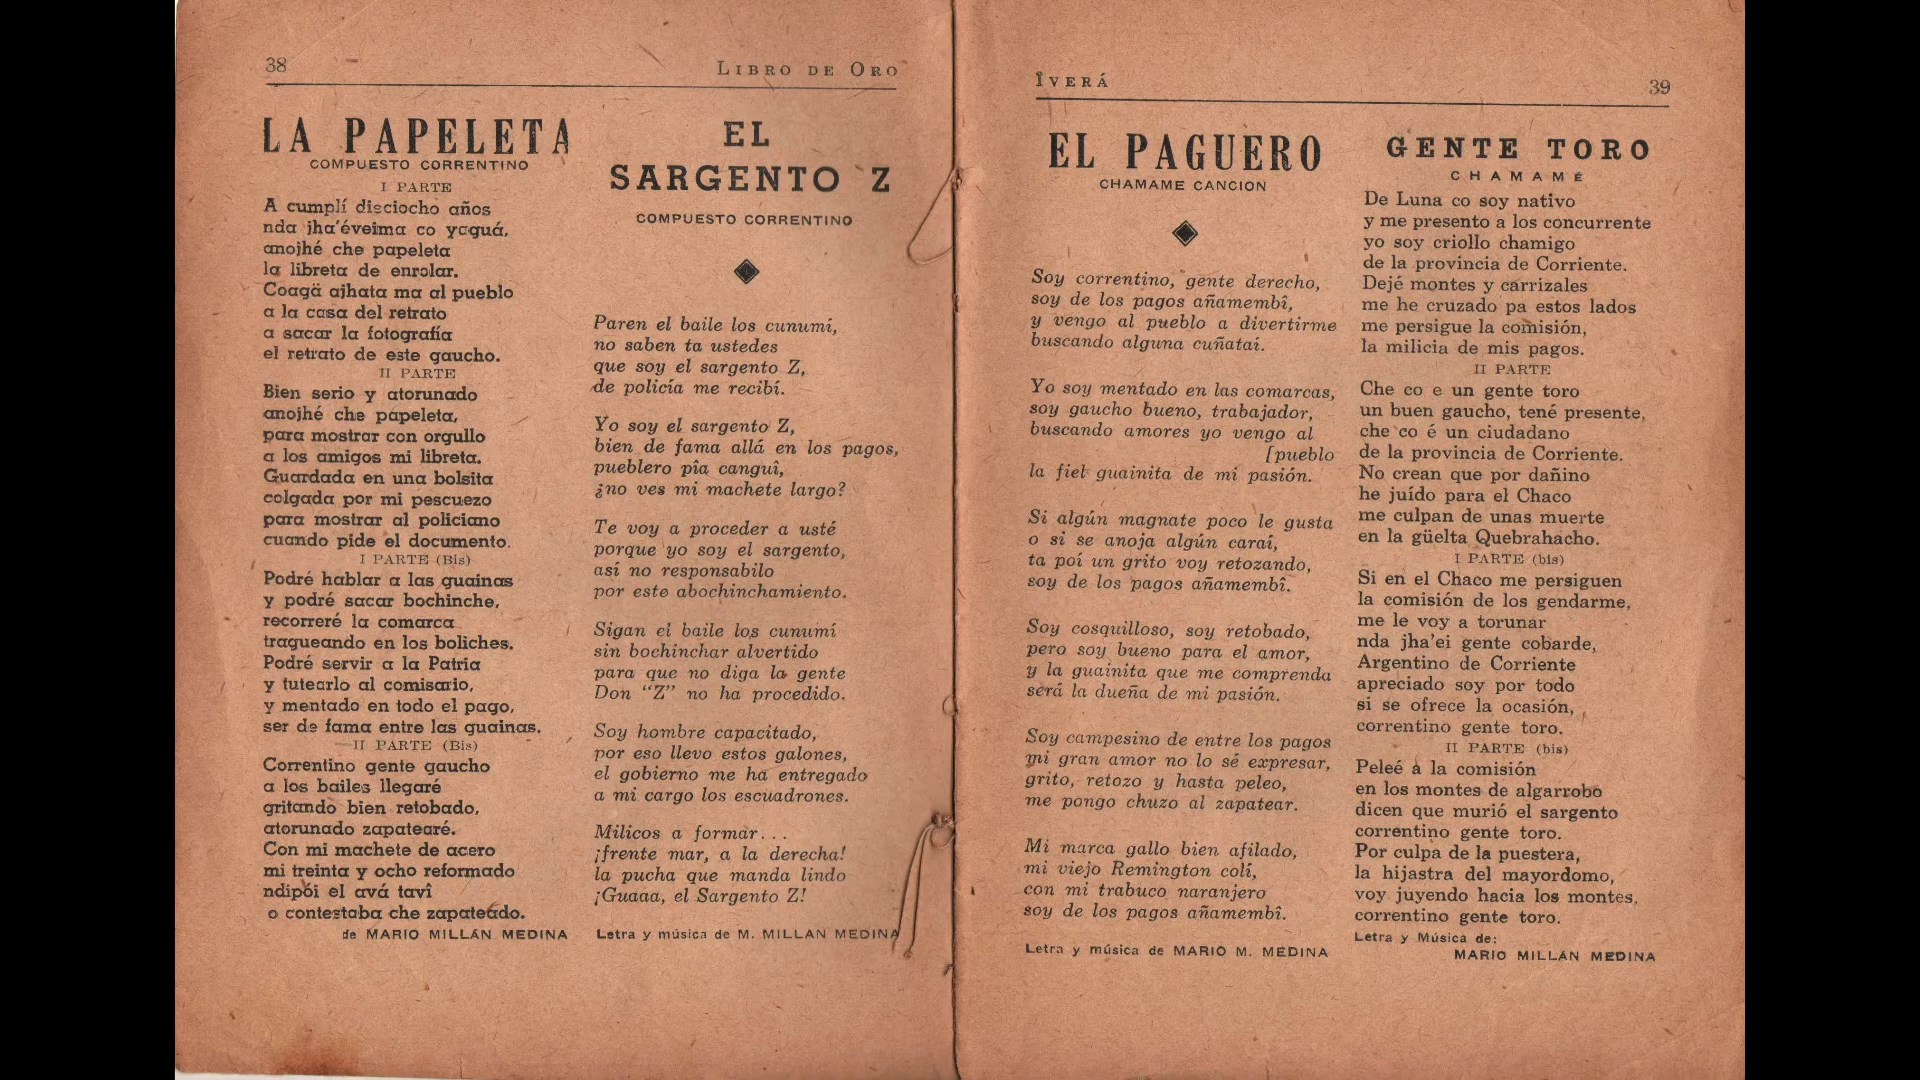 38
LIBRO DE ORO
LA PAPELETA
COMPUESTO CORRENTINO
I PARTE
A cumplí dieciocho años
nda jha'éveima co yaguá,
anojhé che papeleta
la libreta de enrolar.
Coagä ajhata ma al pueblo
a la casa del retrato
a sacar la fotografía
el retrato de este gaucho.
II PARTE
Bien serio y atorunado
anojhé che papeleta,
para mostrar con orgullo
a los amigos mi libreta.
Guardada en una bolsita
colgada por mi pescuezo
para mostrar al policiano
cuando pide el documento.
I PARTE (Bis)
Podré hablar a las guainas
y podré sacar bochinche,
recorreré la comarca
tragueando en los boliches.
Podré servir a la Patria
y tutearlo al comisario,
y mentado en todo el pago,
ser de fama entre las guainas.
II PARTE (Bis)
Correntino gente gaucho
a los bailes llegaré
gritando bien retobado,
atorunado zapatearé.
Con mi machete de acero
mi treinta y ocho reformado
ndipói el avá tavî
o contestaba che zapateado.
de MARIO MILLÁN MEDINA
EL
SARGENTO Z
COMPUESTO CORRENTINO
Paren el baile los cunumí,
no saben ta ustedes
que soy el sargento Z,
de policía me recibí.
Yo soy el sargento Z,
bien de fama allá en los pagos,
pueblero pîa canguî,
¿no ves mi machete largo?
Te voy a proceder a usté
porque yo soy el sargento,
así no responsabilo
por este abochinchamiento.
Sigan el baile los cunumí
sin bochinchar alvertido
para que no diga la gente
Don "Z" no ha procedido.
Soy hombre capacitado,
por eso llevo estos galones,
el gobierno me ha entregado
a mi cargo los escuadrones.
Milicos a formar...
¡frente mar, a la derecha!
la pucha que manda lindo
¡Guaaa, el Sargento Z!
Letra y música de M. MILLAN MEDINA
ÎVERÁ
39
EL PAGUERO
CHAMAME CANCION
Soy correntino, gente derecho,
soy de los pagos añamembî,
y vengo al pueblo a divertirme
buscando alguna cuñataí.
Yo soy mentado en las comarcas,
soy gaucho bueno, trabajador,
buscando amores yo vengo al
[pueblo
la fiel guainita de mi pasión.
Si algún magnate poco le gusta
o si se anoja algún caraí,
ta poí un grito voy retozando,
soy de los pagos añamembî.
Soy cosquilloso, soy retobado,
pero soy bueno para el amor,
y la guainita que me comprenda
será la dueña de mi pasión.
Soy campesino de entre los pagos
mi gran amor no lo sé expresar,
grito, retozo y hasta peleo,
me pongo chuzo al zapatear.
Mi marca gallo bien afilado,
mi viejo Remington colí,
con mi trabuco naranjero
soy de los pagos añamembî.
Letra y música de MARIO M. MEDINA
GENTE TORO
CHAMAMÉ
De Luna co soy nativo
y me presento a los concurrente
yo soy criollo chamigo
de la provincia de Corriente.
Dejé montes y carrizales
me he cruzado pa estos lados
me persigue la comisión,
la milicia de mis pagos.
II PARTE
Che co e un gente toro
un buen gaucho, tené presente,
che co é un ciudadano
de la provincia de Corriente.
No crean que por dañino
he juído para el Chaco
me culpan de unas muerte
en la güelta Quebrahacho.
I PARTE (bis)
Si en el Chaco me persiguen
la comisión de los gendarme,
me le voy a torunar
nda jha'ei gente cobarde,
Argentino de Corriente
apreciado soy por todo
si se ofrece la ocasión,
correntino gente toro.
II PARTE (bis)
Peleé a la comisión
en los montes de algarrobo
dicen que murió el sargento
correntino gente toro.
Por culpa de la puestera,
la hijastra del mayordomo,
voy juyendo hacia los montes,
correntino gente toro.
Letra y Música de:
MARIO MILLÁN MEDINA